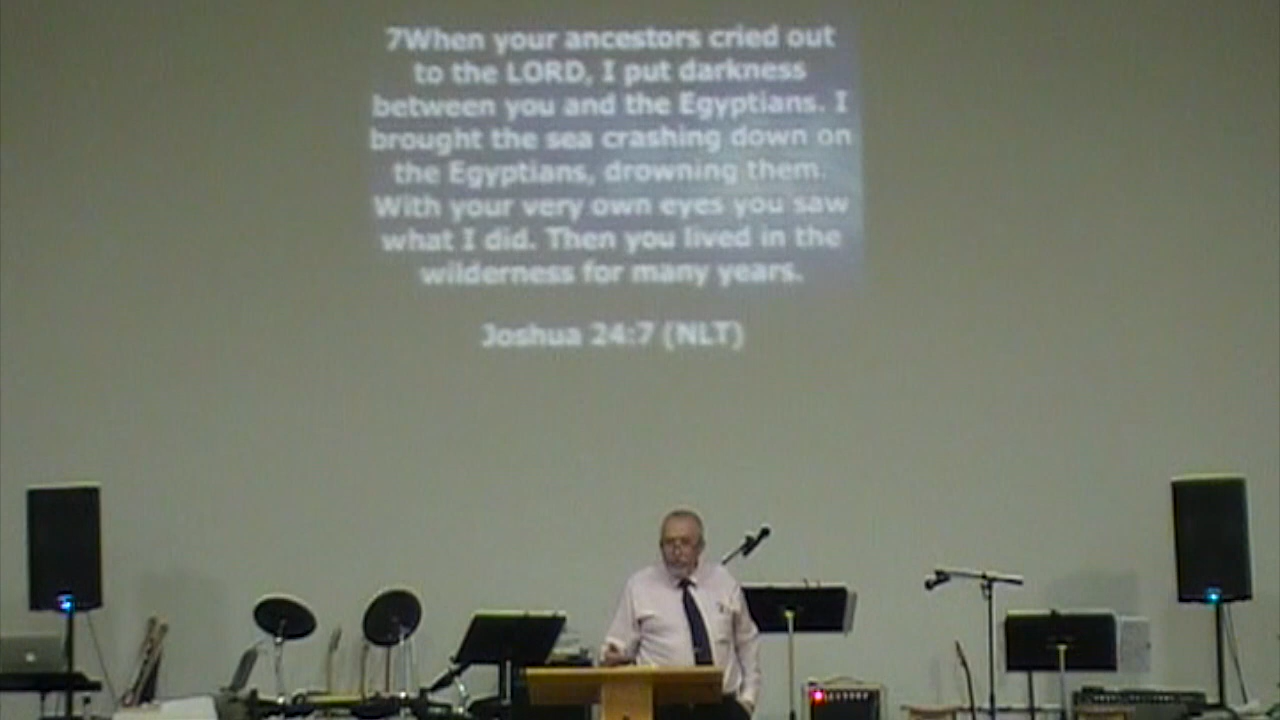 7When your ancestors cried out
to the LORD, I put darkness
between you and the Egyptians. I
brought the sea crashing down on
the Egyptians, drowning them.
With your very own eyes you saw
what I did. Then you lived in the
wilderness for many years.
Joshua 24:7 (NLT)